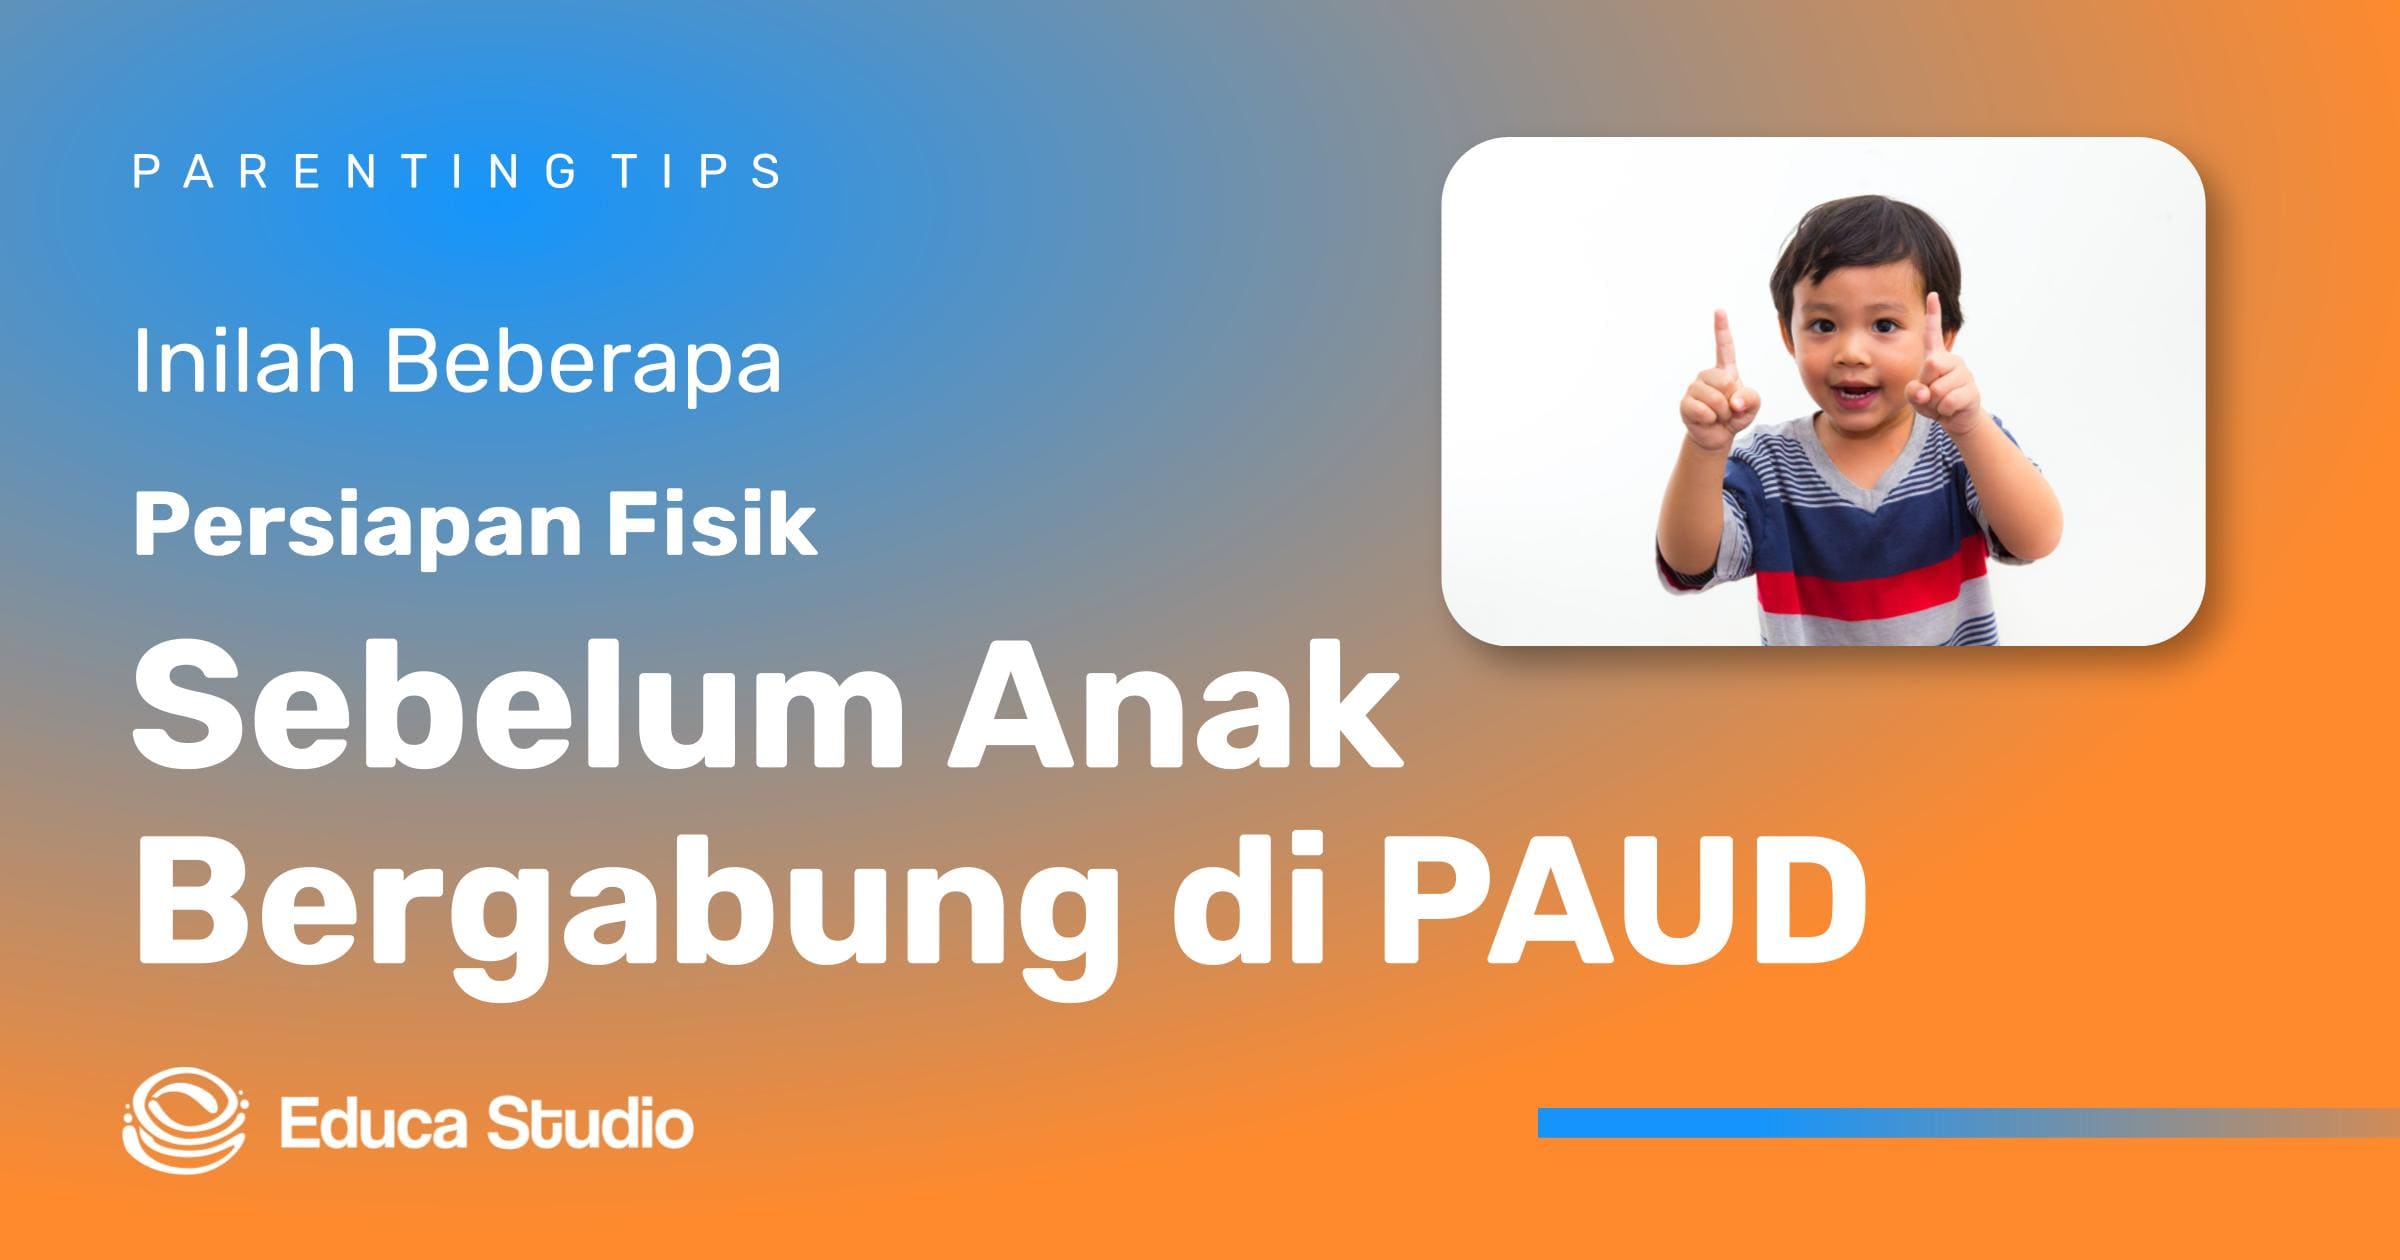 PARENTING TIPS
Inilah Beberapa
Persiapan Fisik
Sebelum Anak
Bergabung di PAUD
Educa Studio